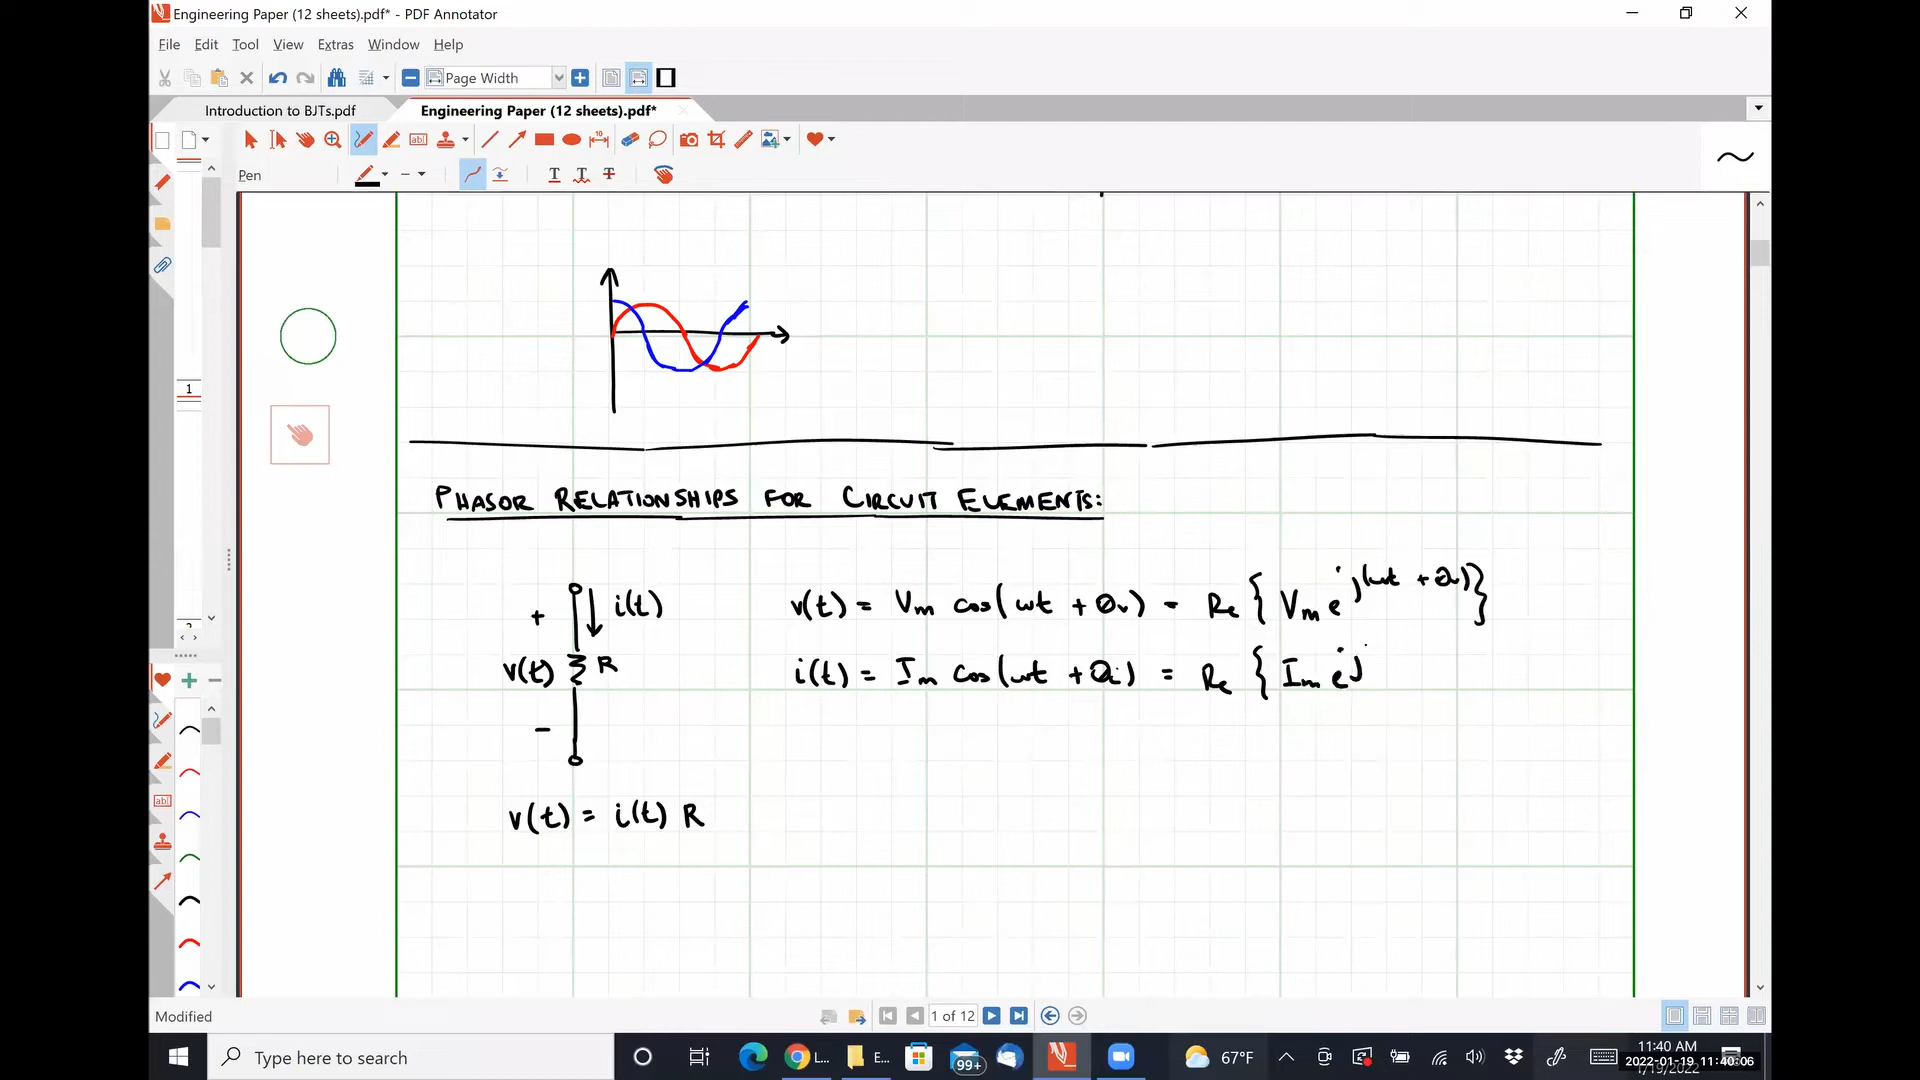 Engineering Paper (12 sheets).pdf* - PDF Annotator
File Edit Tool View Extras Window Help
Page Width
Introduction to BJTs.pdf Engineering Paper (12 sheets).pdf*
Pen
1
PHASOR RELATIONSHIPS FOR CIRCUIT ELEMENTS:
+ i(t) v(t) = Vm cos(ωt + θv) = Re { Vm e^j(ωt + θv) }
v(t) R i(t) = Im cos(ωt + θi) = Re { Im e^j
-
v(t) = i(t) R
Modified 1 of 12
Type here to search L... E... 99+ 67°F 11:40 AM
2022-01-19 11:40:06